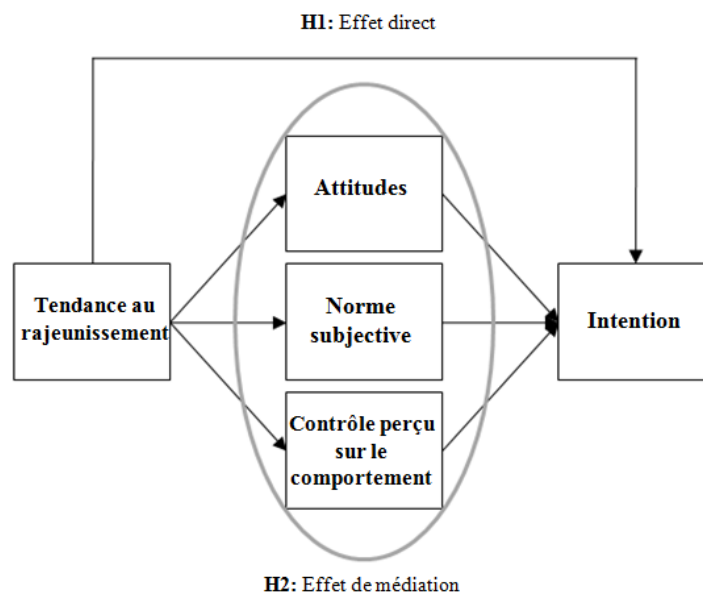 H1: Effet direct
Attitudes
Tendance au
rajeunissement
Norme
subjective
Intention
Contrôle perçu
sur le
comportement
H2: Effet de médiation